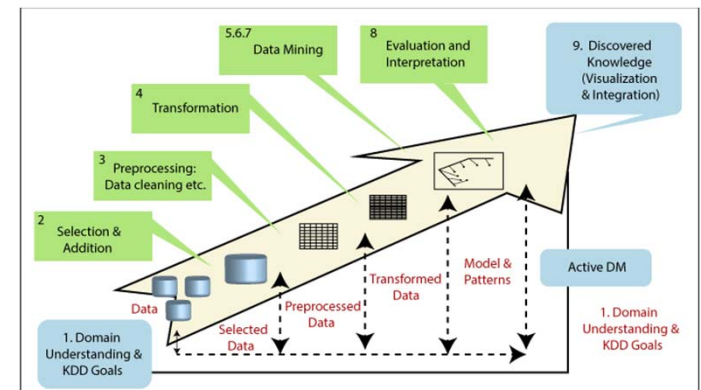 5.6.7
Data Mining
8
Evaluation and
Interpretation
9. Discovered
Knowledge
(Visualization
& Integration)
4
Transformation
3
Preprocessing:
Data cleaning etc.
2
Selection &
Addition
Data
Selected
Data
Preprocessed
Data
Transformed
Data
Model &
Patterns
Active DM
1. Domain
Understanding &
KDD Goals
1. Domain
Understanding &
KDD Goals